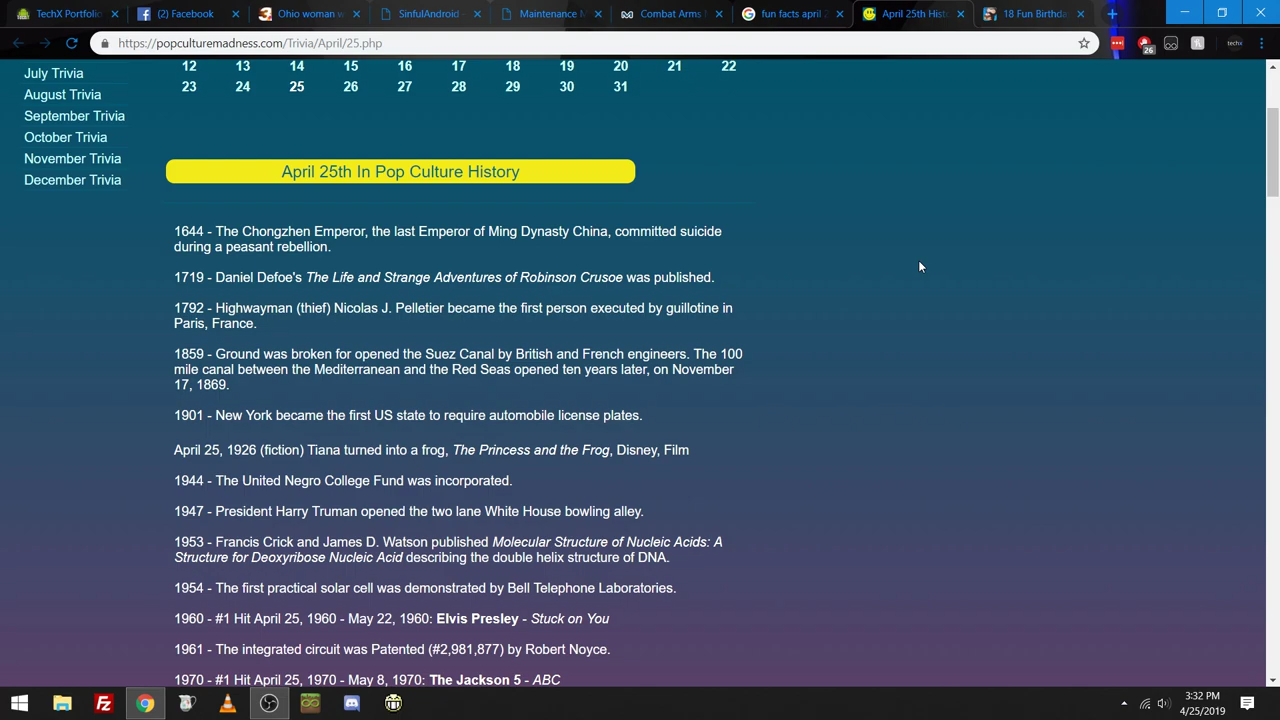 TechX Portfolio
(2) Facebook
Ohio woman w
SinfulAndroid
Maintenance M
Combat Arms M
fun facts april 2
April 25th Histo
18 Fun Birthda
https://popculturemadness.com/Trivia/April/25.php
26
techx
July Trivia
August Trivia
September Trivia
October Trivia
November Trivia
December Trivia
12 13 14 15 16 17 18 19 20 21 22
23 24 25 26 27 28 29 30 31
April 25th In Pop Culture History
1644 - The Chongzhen Emperor, the last Emperor of Ming Dynasty China, committed suicide
during a peasant rebellion.
1719 - Daniel Defoe's The Life and Strange Adventures of Robinson Crusoe was published.
1792 - Highwayman (thief) Nicolas J. Pelletier became the first person executed by guillotine in
Paris, France.
1859 - Ground was broken for opened the Suez Canal by British and French engineers. The 100
mile canal between the Mediterranean and the Red Seas opened ten years later, on November
17, 1869.
1901 - New York became the first US state to require automobile license plates.
April 25, 1926 (fiction) Tiana turned into a frog, The Princess and the Frog, Disney, Film
1944 - The United Negro College Fund was incorporated.
1947 - President Harry Truman opened the two lane White House bowling alley.
1953 - Francis Crick and James D. Watson published Molecular Structure of Nucleic Acids: A
Structure for Deoxyribose Nucleic Acid describing the double helix structure of DNA.
1954 - The first practical solar cell was demonstrated by Bell Telephone Laboratories.
1960 - #1 Hit April 25, 1960 - May 22, 1960: Elvis Presley - Stuck on You
1961 - The integrated circuit was Patented (#2,981,877) by Robert Noyce.
1970 - #1 Hit April 25, 1970 - May 8, 1970: The Jackson 5 - ABC
3:32 PM
4/25/2019